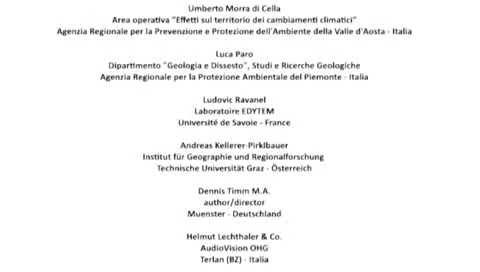 Umberto Morra di Cella
Area operativa "Effetti sul territorio dei cambiamenti climatici"
Agenzia Regionale per la Prevenzione e Protezione dell'Ambiente della Valle d'Aosta - Italia
Luca Paro
Dipartimento "Geologia e Dissesto", Studi e Ricerche Geologiche
Agenzia Regionale per la Protezione Ambientale del Piemonte - Italia
Ludovic Ravanel
Laboratoire EDYTEM
Université de Savoie - France
Andreas Kellerer-Pirklbauer
Institut für Geographie und Regionalforschung
Technische Universität Graz - Österreich
Dennis Timm M.A.
author/director
Muenster - Deutschland
Helmut Lechthaler & Co.
AudioVision OHG
Terlan (BZ) - Italia